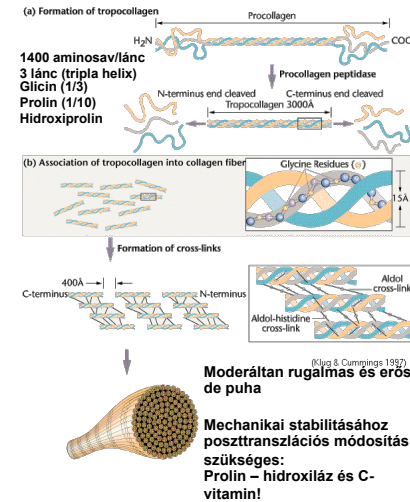 (a) Formation of tropocollagen
Procollagen
H₂N
COO
1400 aminosav/lánc
3 lánc (tripla helix)
Glicin (1/3)
Prolin (1/10)
Hidroxiprolin
Procollagen peptidase
N-terminus end cleaved
C-terminus end cleaved
Tropocollagen 3000Å
(b) Association of tropocollagen into collagen fiber
Glycine Residues ( )
15Å
Formation of cross-links
400Å
C-terminus
N-terminus
Aldol
cross-link
Aldol-histidine
cross-link
(Klug & Cummings 1997)
Moderáltan rugalmas és erős
de puha
Mechanikai stabilitásához
poszttranszlációs módosítás
szükséges:
Prolin – hidroxiláz és C-
vitamin!